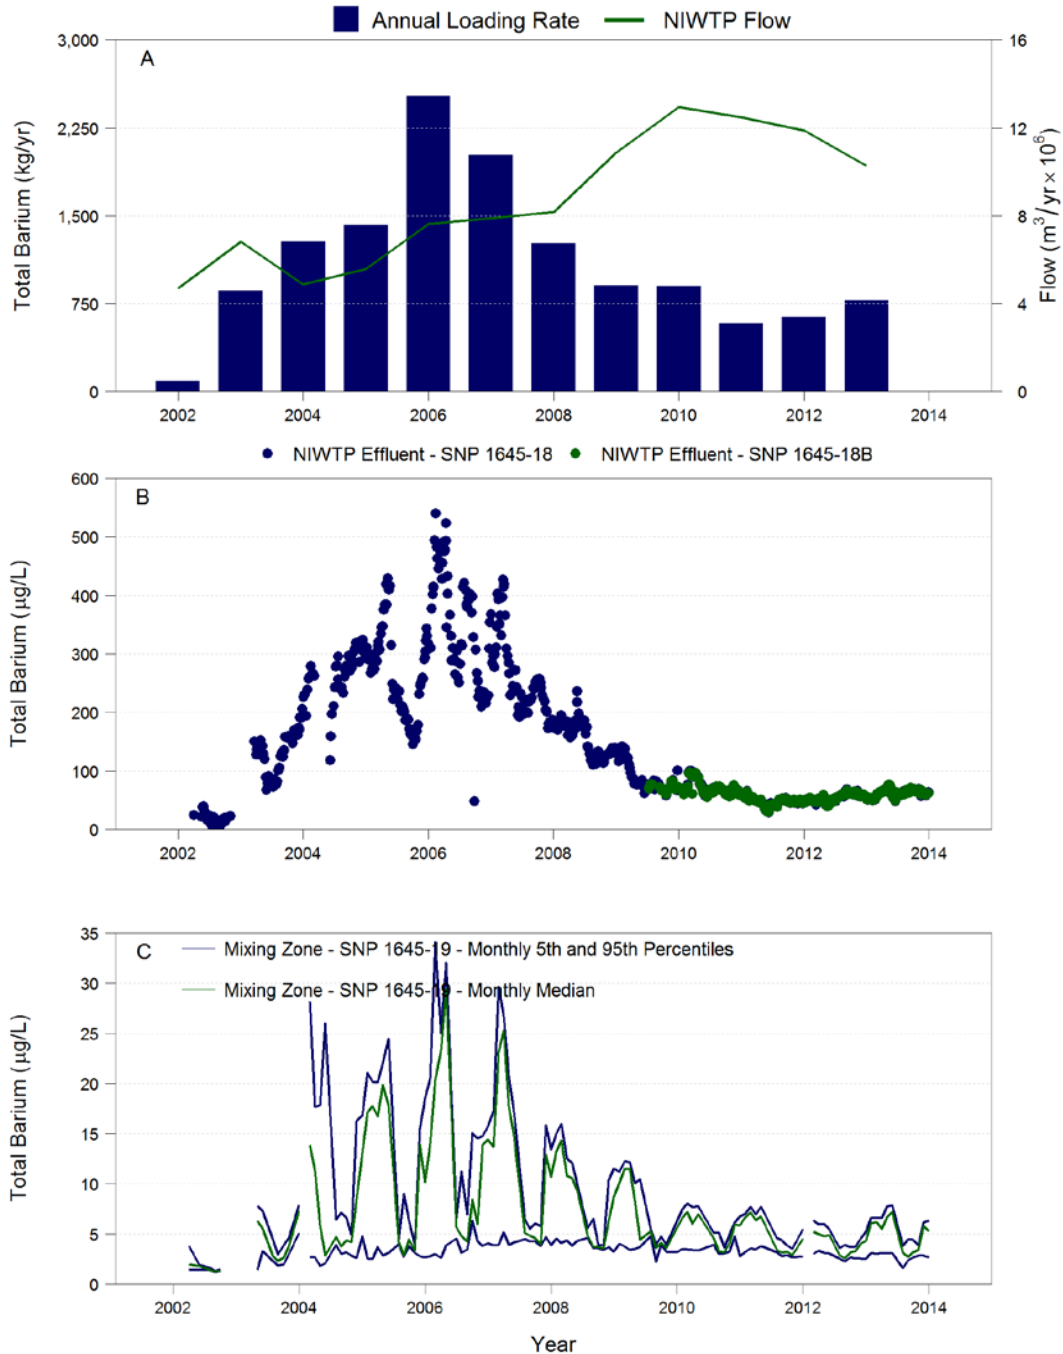 Annual Loading Rate NIWTP Flow
A
3,000
2,250
1,500
750
0
Total Barium (kg/yr)
16
12
8
4
0
Flow (m³/yr × 10⁶)
2002 2004 2006 2008 2010 2012 2014
NIWTP Effluent - SNP 1645-18 NIWTP Effluent - SNP 1645-18B
B
600
500
400
300
200
100
0
Total Barium (µg/L)
2002 2004 2006 2008 2010 2012 2014
C
Mixing Zone - SNP 1645-19 - Monthly 5th and 95th Percentiles
Mixing Zone - SNP 1645-19 - Monthly Median
35
30
25
20
15
10
5
0
Total Barium (µg/L)
2002 2004 2006 2008 2010 2012 2014
Year